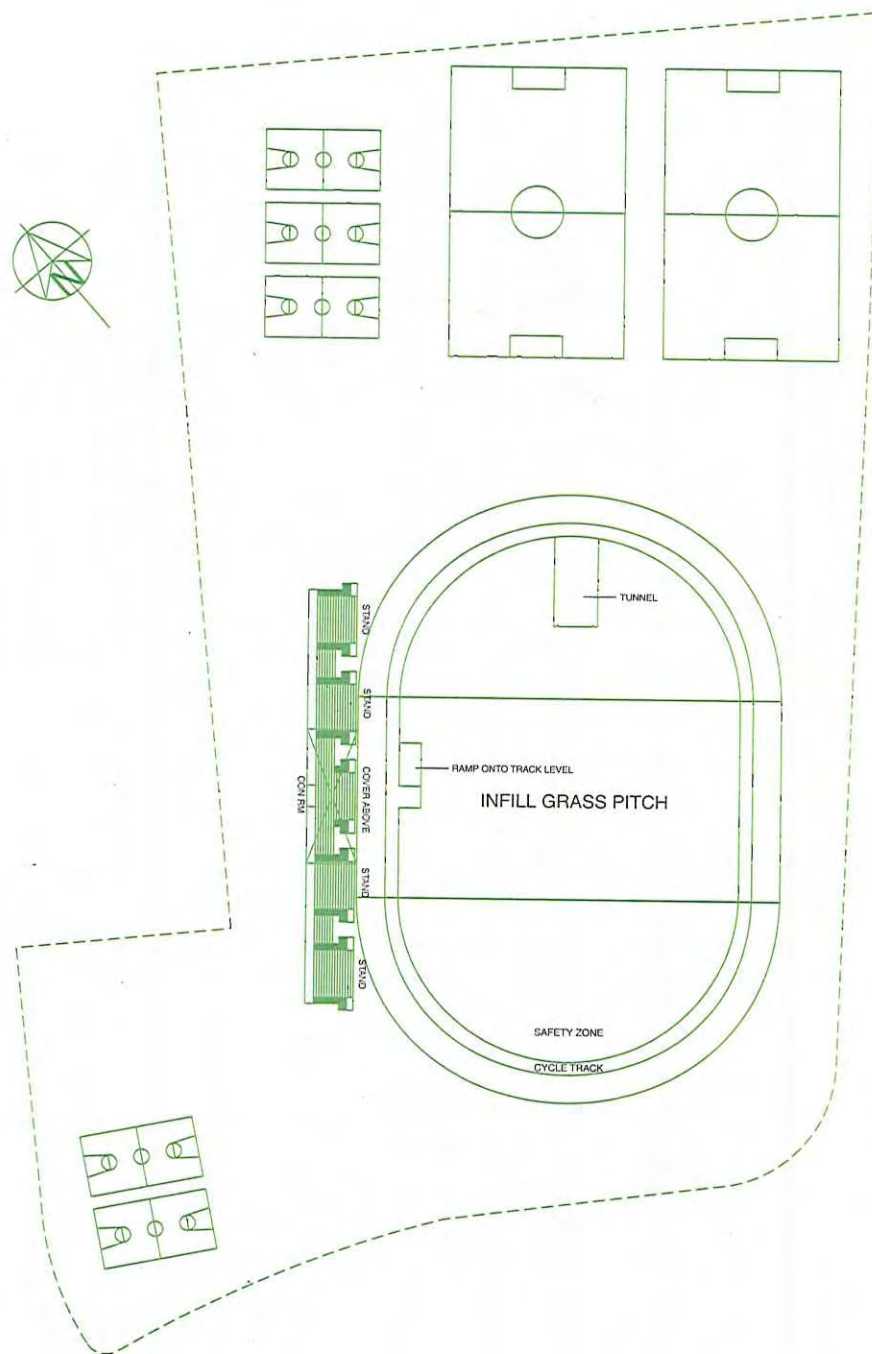 N
TUNNEL
STAND
STAND
RAMP ONTO TRACK LEVEL
COVER ABOVE
CON RM
INFILL GRASS PITCH
STAND
STAND
SAFETY ZONE
CYCLE TRACK